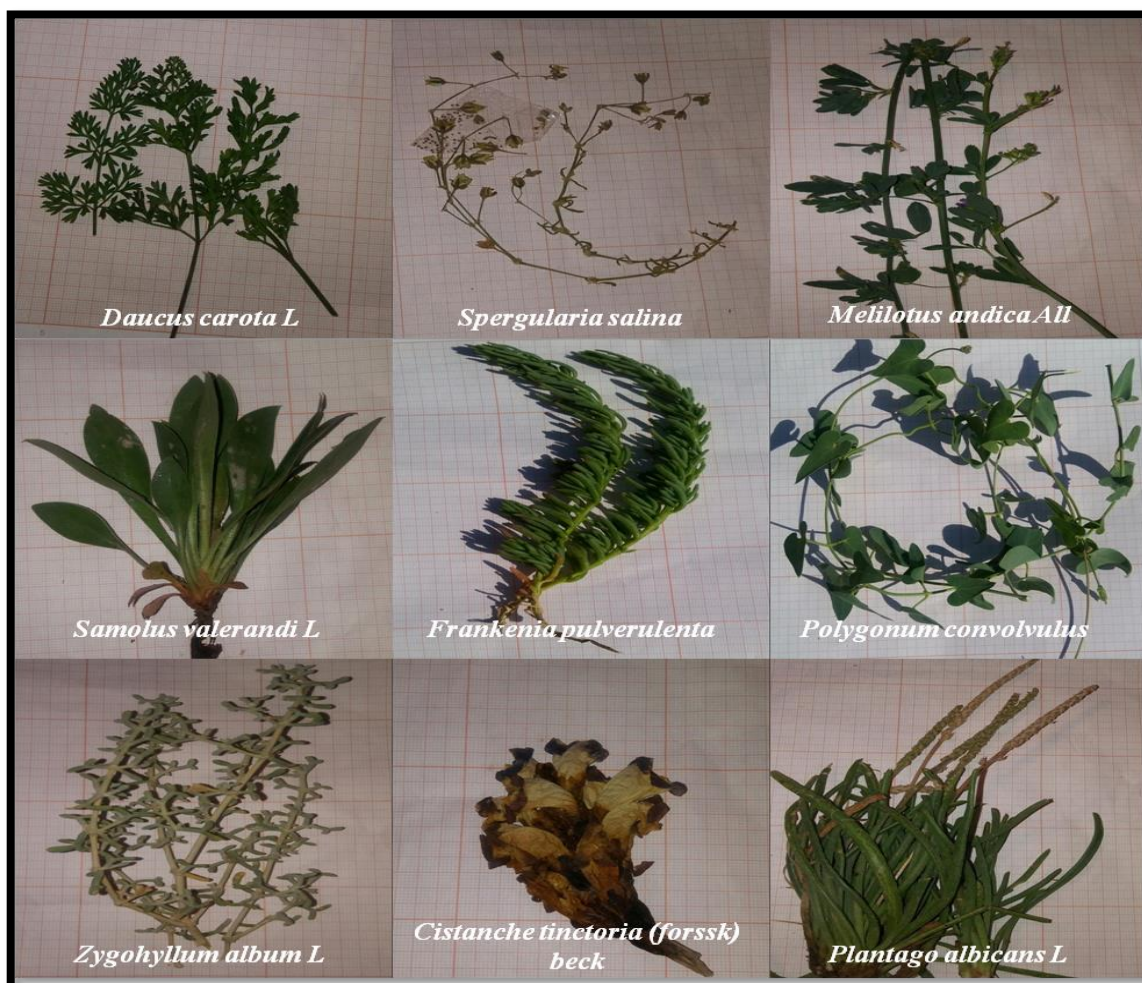 Daucus carota L
Spergularia salina
Melilotus andica All
Samolus valerandi L
Frankenia pulverulenta
Polygonum convolvulus
Zygohyllum album L
Cistanche tinctoria (forssk)
beck
Plantago albicans L